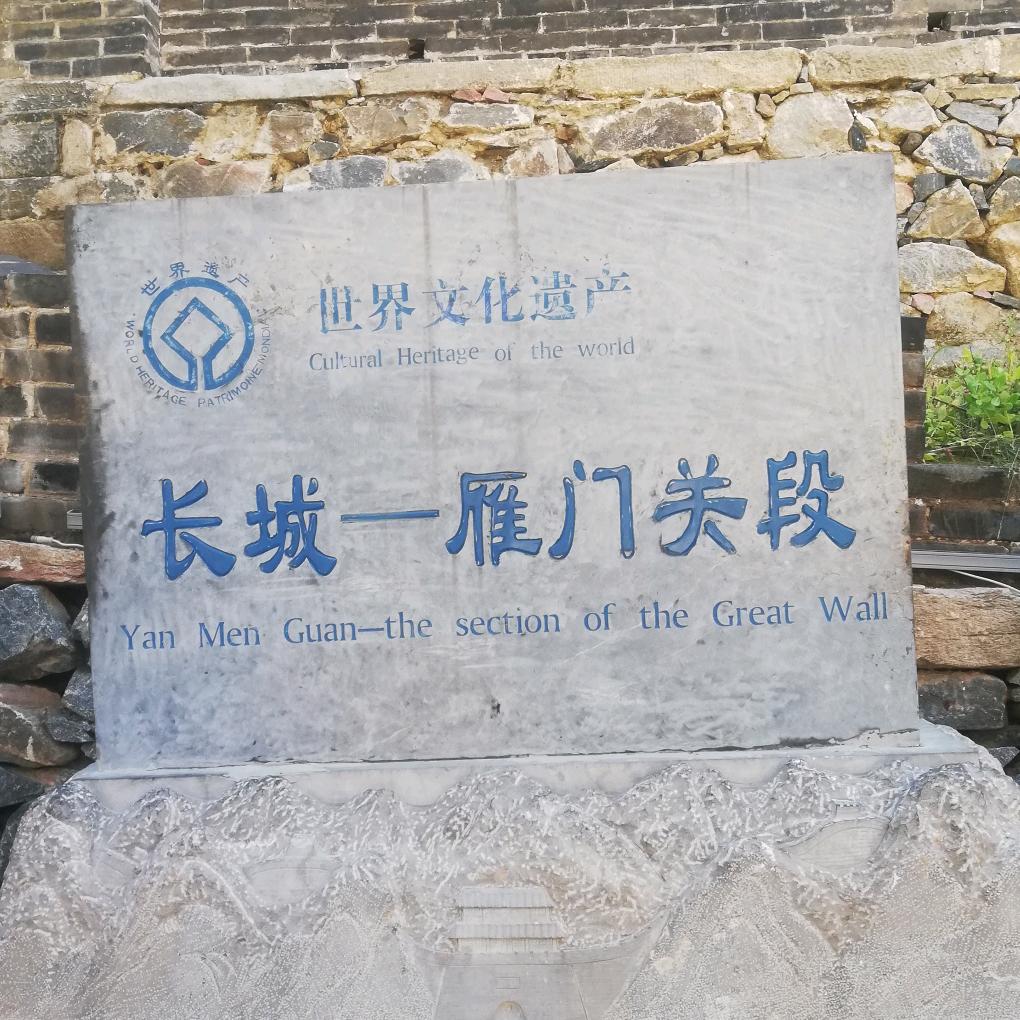 世界遗产
WORLD HERITAGE PATRIMOINE MONDIAL
世界文化遗产
Cultural Heritage of the world
长城—雁门关段
Yan Men Guan—the section of the Great Wall